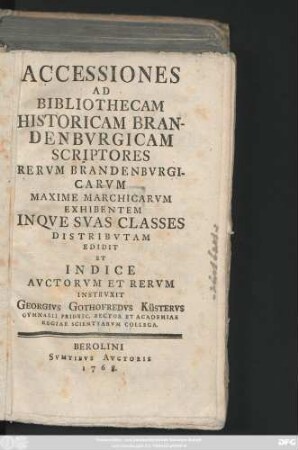 ACCESSIONES
AD
BIBLIOTHECAM
HISTORICAM BRAN-
DENBVRGICAM
SCRIPTORES
RERVM BRANDENBVRGI-
CARVM
MAXIME MARCHICARVM
EXHIBENTEM
INQVE SVAS CLASSES
DISTRIBVTAM
EDIDIT
ET
INDICE
AVCTORVM ET RERVM
INSTRVXIT
GEORGIVS GOTHOFREDVS KÜSTERVS
GYMNASII FRIDRIC. RECTOR ET ACADEMIAE
REGIAE SCIENTIARVM COLLEGA.
BEROLINI
SVMTIBVS AVCTORIS
1768.